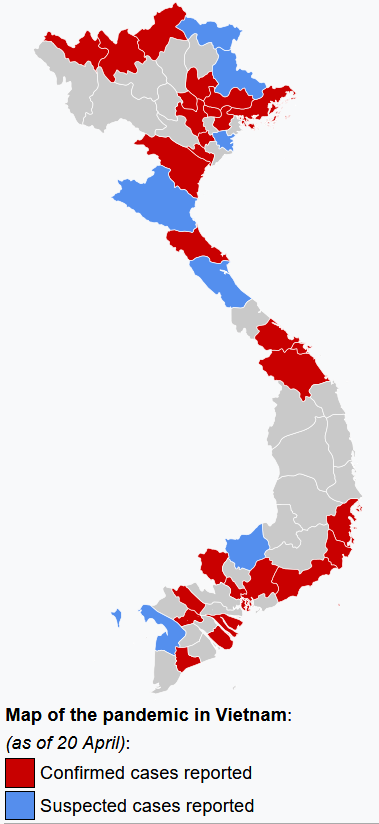 Map of the pandemic in Vietnam:
(as of 20 April):
Confirmed cases reported
Suspected cases reported